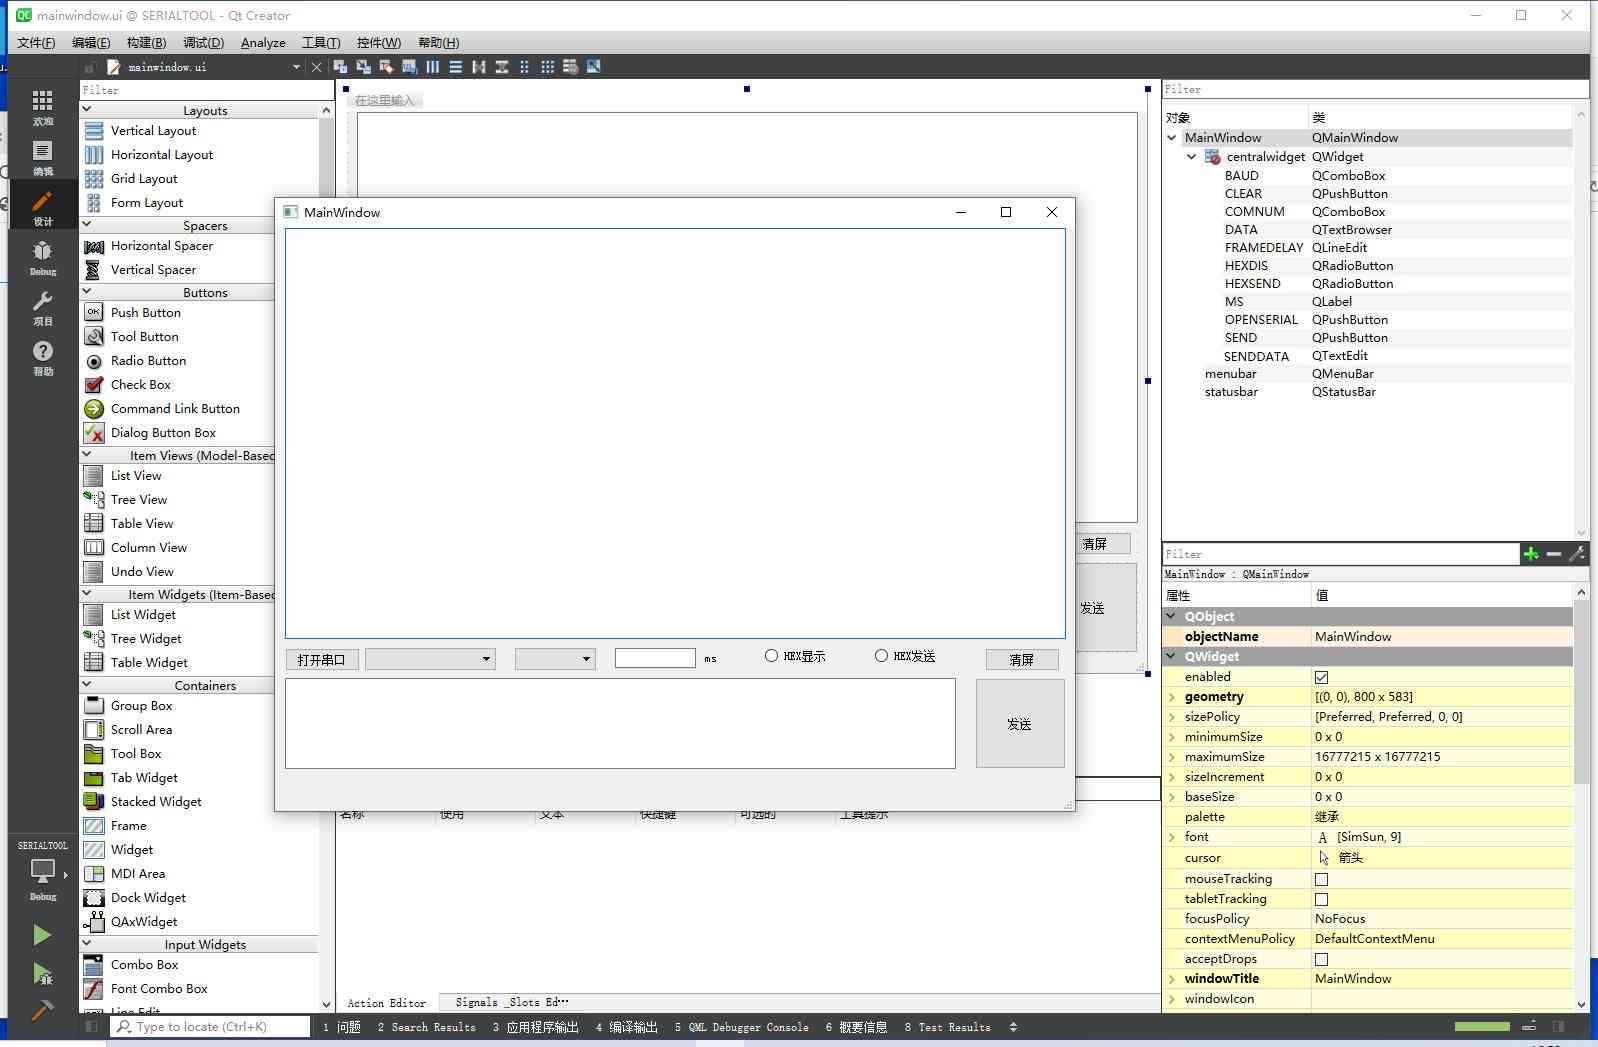 mainwindow.ui @ SERIALTOOL - Qt Creator
文件(F) 编辑(E) 构建(B) 调试(D) Analyze 工具(T) 控件(W) 帮助(H)
mainwindow.ui
欢迎
编辑
设计
Debug
项目
帮助
SERIALTOOL
Debug
Filter
Layouts
Vertical Layout
Horizontal Layout
Grid Layout
Form Layout
Spacers
Horizontal Spacer
Vertical Spacer
Buttons
OK Push Button
Tool Button
Radio Button
Check Box
Command Link Button
Dialog Button Box
Item Views (Model-Based
List View
Tree View
Table View
Column View
Undo View
Item Widgets (Item-Based
List Widget
Tree Widget
Table Widget
Containers
Group Box
Scroll Area
Tool Box
Tab Widget
Stacked Widget
Frame
Widget
MDI Area
Dock Widget
QAxWidget
Input Widgets
Combo Box
Font Combo Box
Line Edit
在这里输入
清屏
发送
MainWindow
打开串口 ms HEX显示 HEX发送 清屏
发送
名称 使用 文本 快捷键 可选的 工具提示
Action Editor Signals _Slots Ed…
Filter
对象 类
MainWindow QMainWindow
centralwidget QWidget
BAUD QComboBox
CLEAR QPushButton
COMNUM QComboBox
DATA QTextBrowser
FRAMEDELAY QLineEdit
HEXDIS QRadioButton
HEXSEND QRadioButton
MS QLabel
OPENSERIAL QPushButton
SEND QPushButton
SENDDATA QTextEdit
menubar QMenuBar
statusbar QStatusBar
Filter
MainWindow : QMainWindow
属性 值
QObject
objectName MainWindow
QWidget
enabled
geometry [(0, 0), 800 x 583]
sizePolicy [Preferred, Preferred, 0, 0]
minimumSize 0 x 0
maximumSize 16777215 x 16777215
sizeIncrement 0 x 0
baseSize 0 x 0
palette 继承
font A [SimSun, 9]
cursor 箭头
mouseTracking
tabletTracking
focusPolicy NoFocus
contextMenuPolicy DefaultContextMenu
acceptDrops
windowTitle MainWindow
windowIcon
Type to locate (Ctrl+K) 1 问题 2 Search Results 3 应用程序输出 4 编译输出 5 QML Debugger Console 6 概要信息 8 Test Results